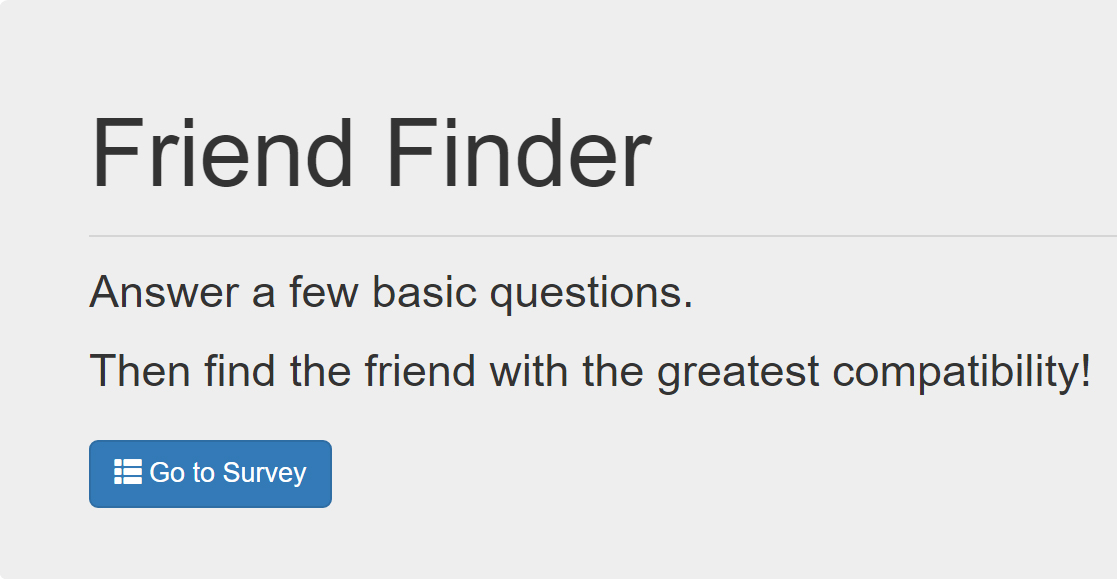 Friend Finder
Answer a few basic questions.
Then find the friend with the greatest compatibility!
Go to Survey